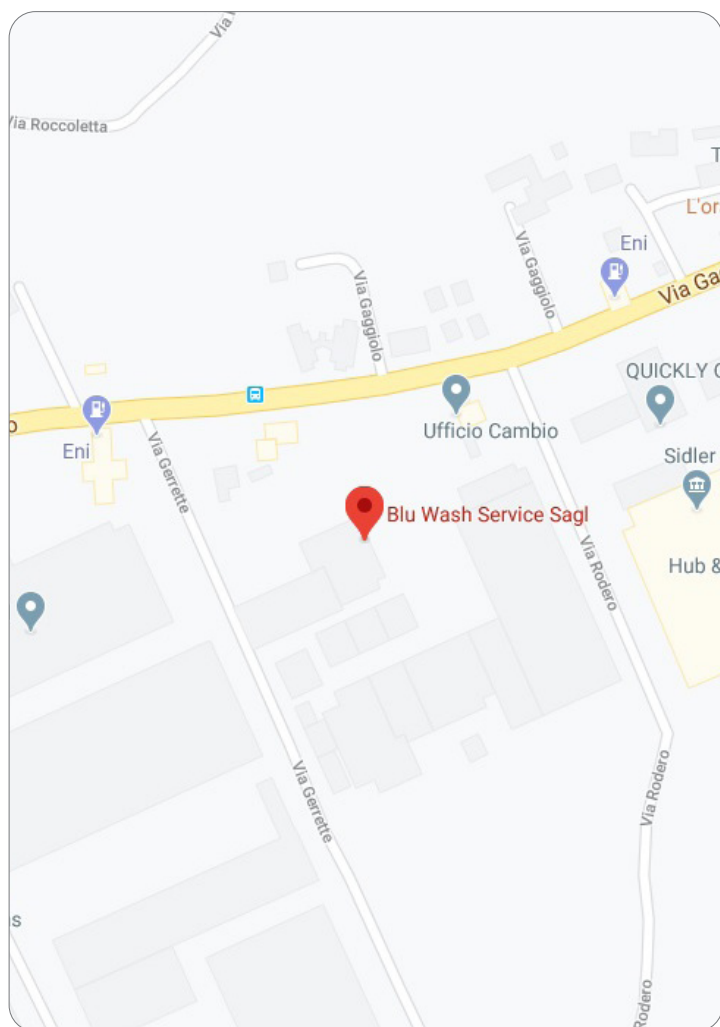 Via
Via Roccoletta
T
L'or
Eni
Via Gaggiolo
Via Gaggiolo
Via Ga
QUICKLY C
Ufficio Cambio
o
Eni
Via Gerrette
Sidler
Blu Wash Service Sagl
Via Rodero
Hub &
Via Gerrette
Via Rodero
s
Rodero